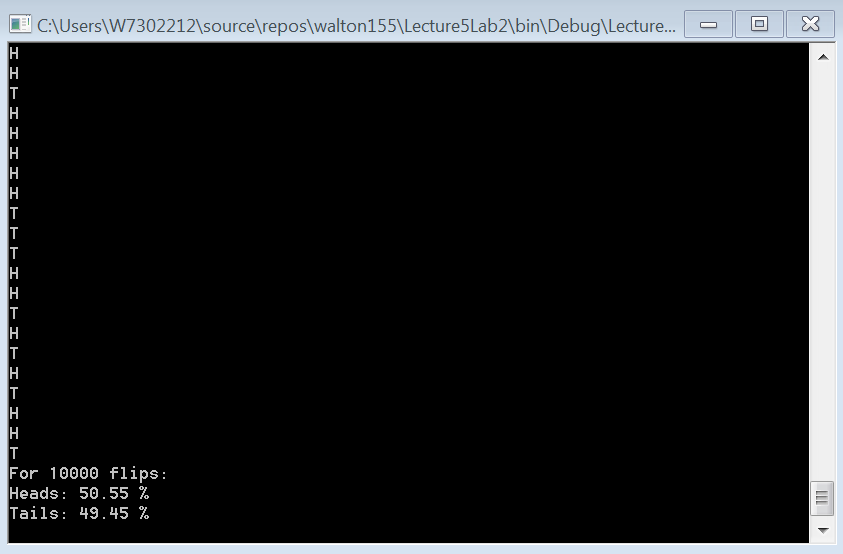 C:\Users\W7302212\source\repos\walton155\Lecture5Lab2\bin\Debug\Lecture...
H
H
T
H
H
H
H
H
T
T
T
H
H
T
H
T
H
T
H
H
T
For 10000 flips:
Heads: 50.55 %
Tails: 49.45 %